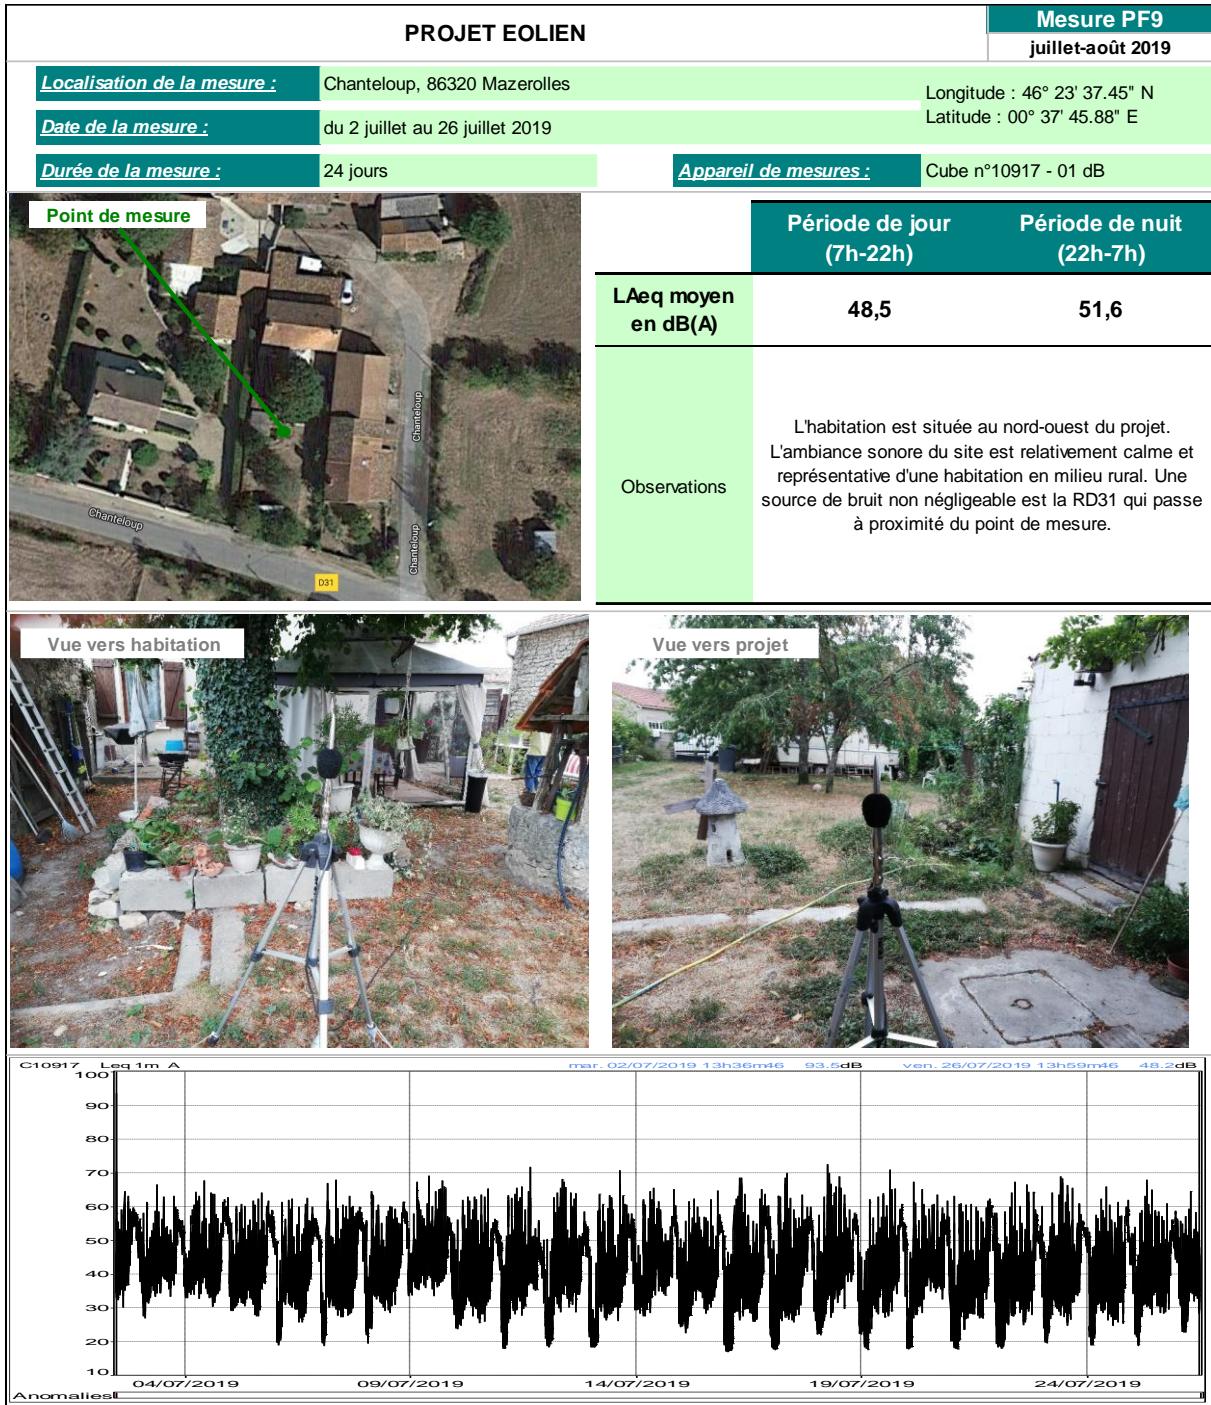 PROJET EOLIEN
Mesure PF9
juillet-août 2019
Localisation de la mesure :
Chanteloup, 86320 Mazerolles
Longitude : 46° 23' 37.45" N
Latitude : 00° 37' 45.88" E
Date de la mesure :
du 2 juillet au 26 juillet 2019
Durée de la mesure :
24 jours
Appareil de mesures :
Cube n°10917 - 01 dB
Point de mesure
Chanteloup
Chanteloup
Chanteloup
D31
Période de jour
(7h-22h)
Période de nuit
(22h-7h)
LAeq moyen
en dB(A)
48,5
51,6
Observations
L'habitation est située au nord-ouest du projet.
L'ambiance sonore du site est relativement calme et
représentative d'une habitation en milieu rural. Une
source de bruit non négligeable est la RD31 qui passe
à proximité du point de mesure.
Vue vers habitation
Vue vers projet
C10917 Leq 1m A
mar. 02/07/2019 13h36m46 93.5dB
ven. 26/07/2019 13h59m46 48.2dB
100
90
80
70
60
50
40
30
20
10
04/07/2019
09/07/2019
14/07/2019
19/07/2019
24/07/2019
Anomalies